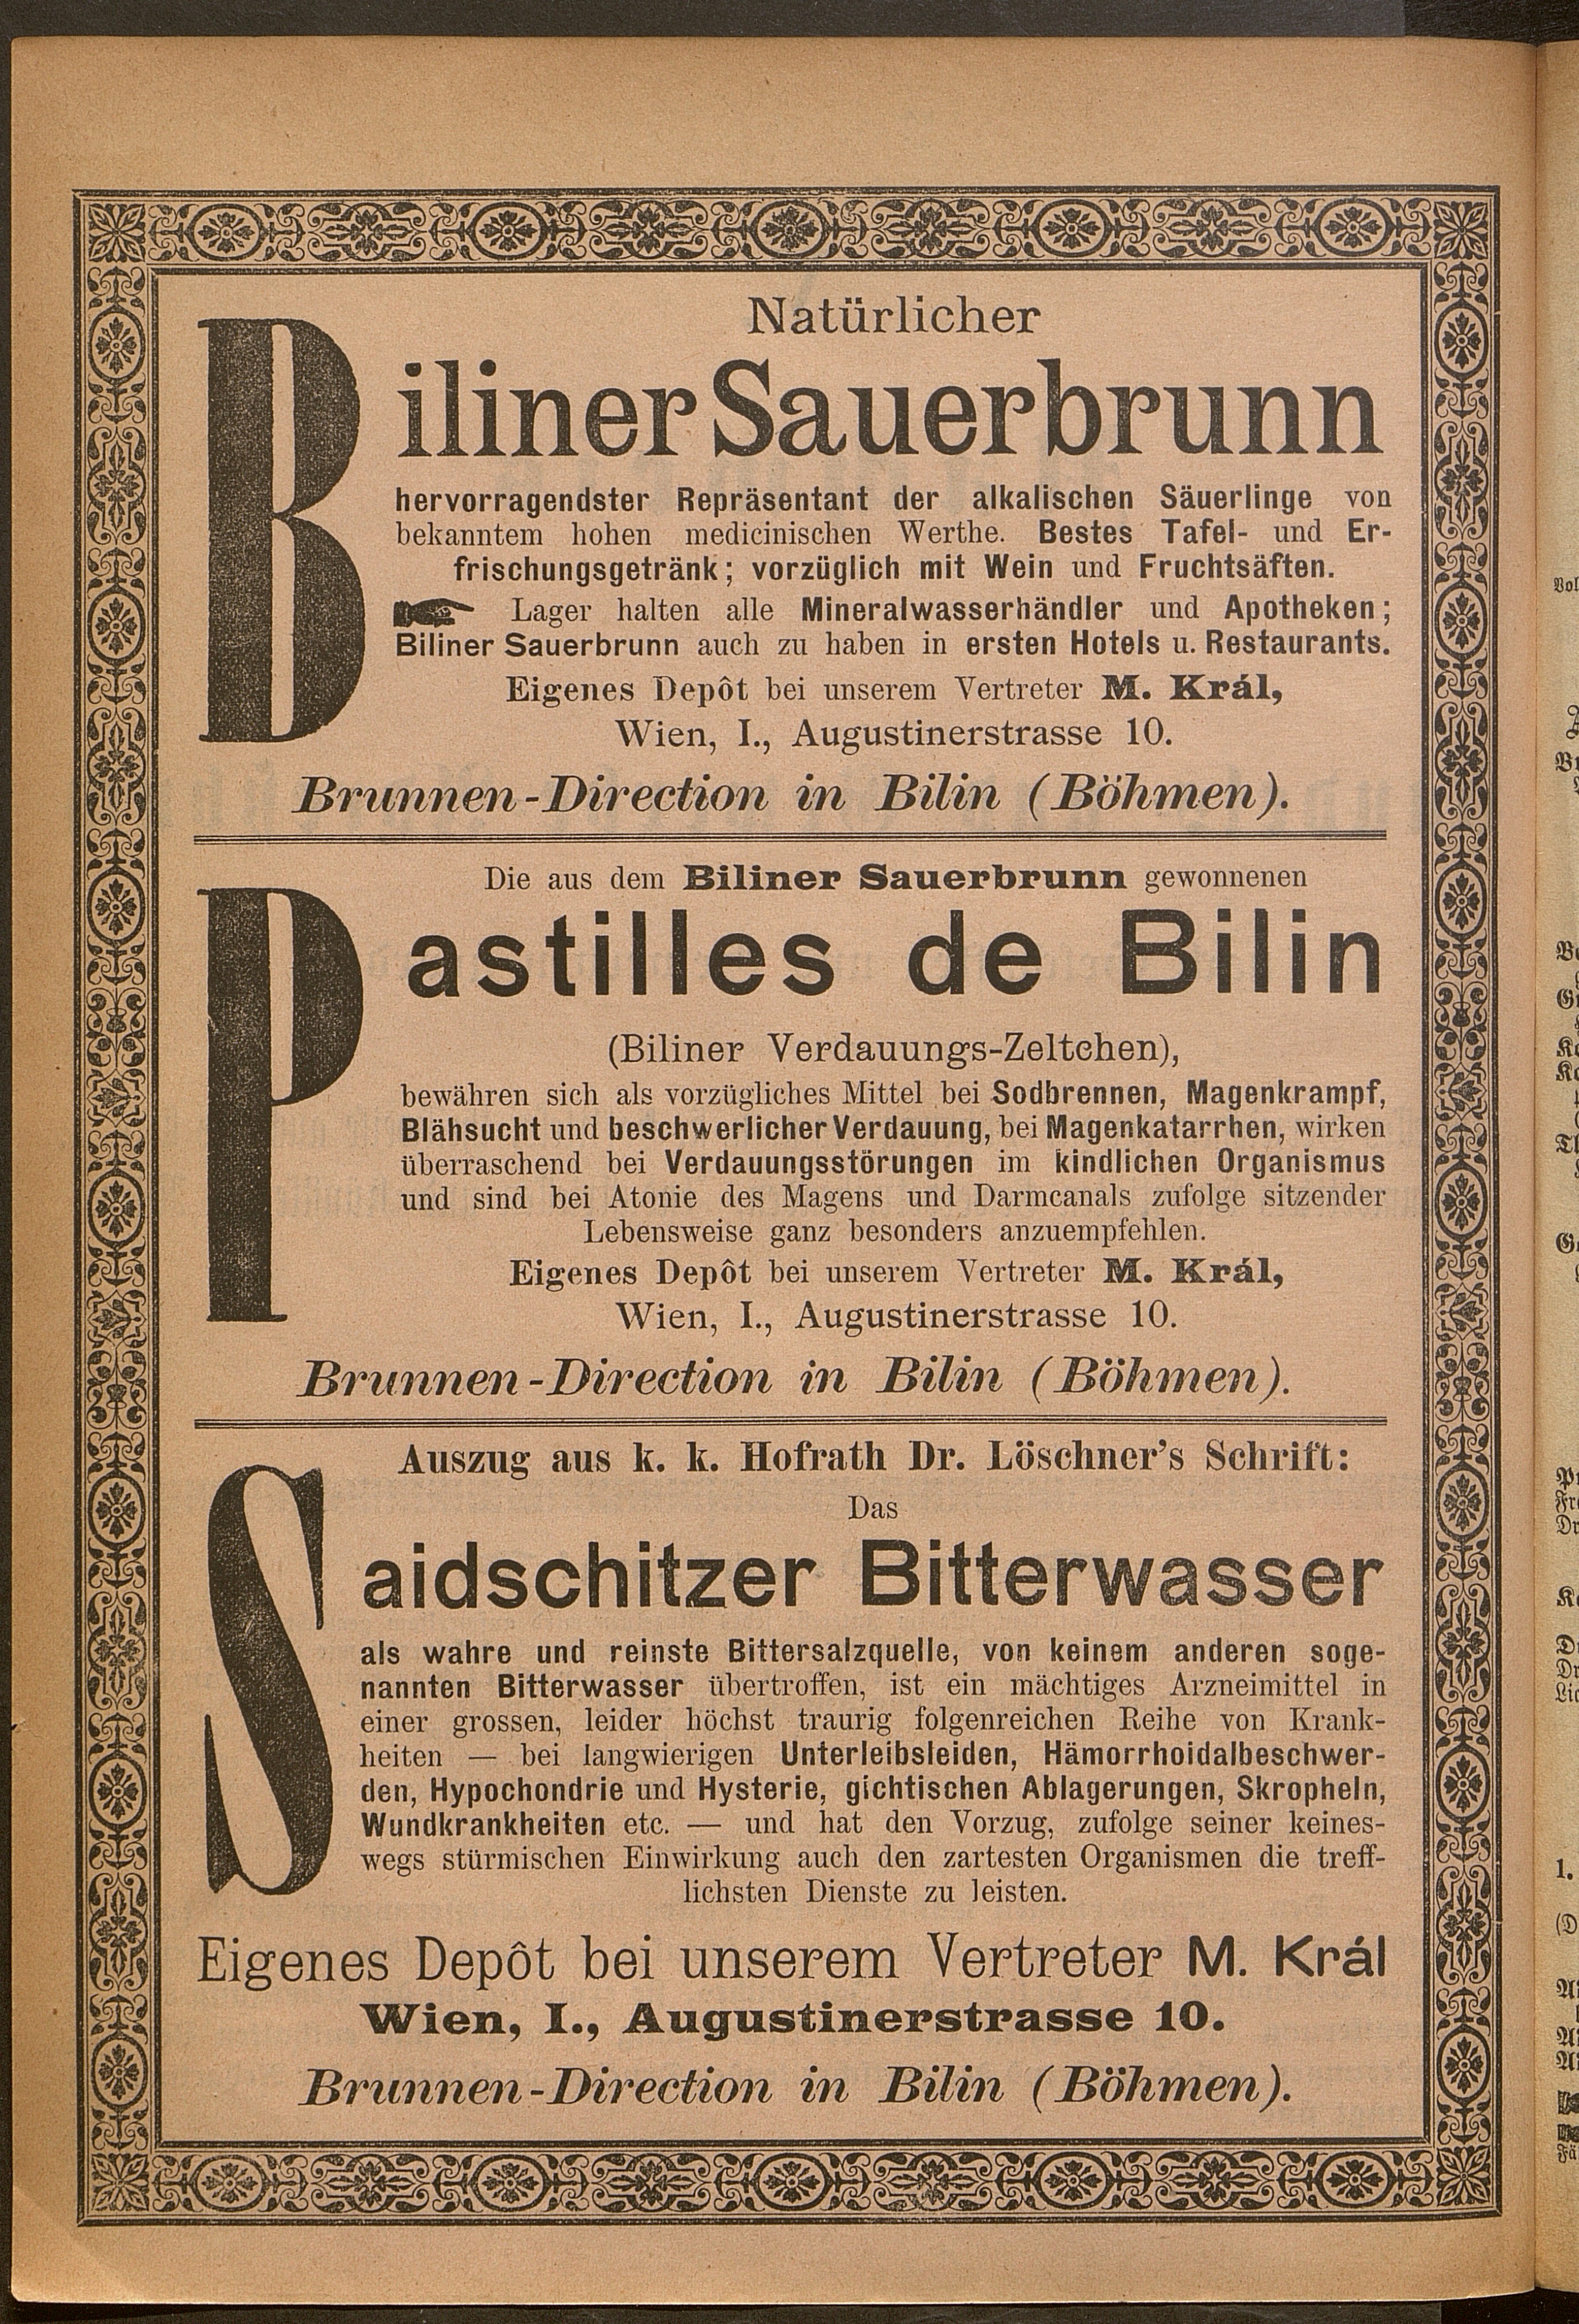 Natürlicher
Biliner Sauerbrunn
hervorragendster Repräsentant der alkalischen Säuerlinge von
bekanntem hohen medicinischen Werthe. Bestes Tafel- und Er-
frischungsgetränk; vorzüglich mit Wein und Fruchtsäften.
Lager halten alle Mineralwasserhändler und Apotheken;
Biliner Sauerbrunn auch zu haben in ersten Hotels u. Restaurants.
Eigenes Depôt bei unserem Vertreter M. Král,
Wien, I., Augustinerstrasse 10.
Brunnen-Direction in Bilin (Böhmen).
Die aus dem Biliner Sauerbrunn gewonnenen
Pastilles de Bilin
(Biliner Verdauungs-Zeltchen),
bewähren sich als vorzügliches Mittel bei Sodbrennen, Magenkrampf,
Blähsucht und beschwerlicher Verdauung, bei Magenkatarrhen, wirken
überraschend bei Verdauungsstörungen im kindlichen Organismus
und sind bei Atonie des Magens und Darmcanals zufolge sitzender
Lebensweise ganz besonders anzuempfehlen.
Eigenes Depôt bei unserem Vertreter M. Král,
Wien, I., Augustinerstrasse 10.
Brunnen-Direction in Bilin (Böhmen).
Auszug aus k. k. Hofrath Dr. Löschner's Schrift:
Das
Saidschitzer Bitterwasser
als wahre und reinste Bittersalzquelle, von keinem anderen soge-
nannten Bitterwasser übertroffen, ist ein mächtiges Arzneimittel in
einer grossen, leider höchst traurig folgenreichen Reihe von Krank-
heiten — bei langwierigen Unterleibsleiden, Hämorrhoidalbeschwer-
den, Hypochondrie und Hysterie, gichtischen Ablagerungen, Skropheln,
Wundkrankheiten etc. — und hat den Vorzug, zufolge seiner keines-
wegs stürmischen Einwirkung auch den zartesten Organismen die treff-
lichsten Dienste zu leisten.
Eigenes Depôt bei unserem Vertreter M. Král
Wien, I., Augustinerstrasse 10.
Brunnen-Direction in Bilin (Böhmen).